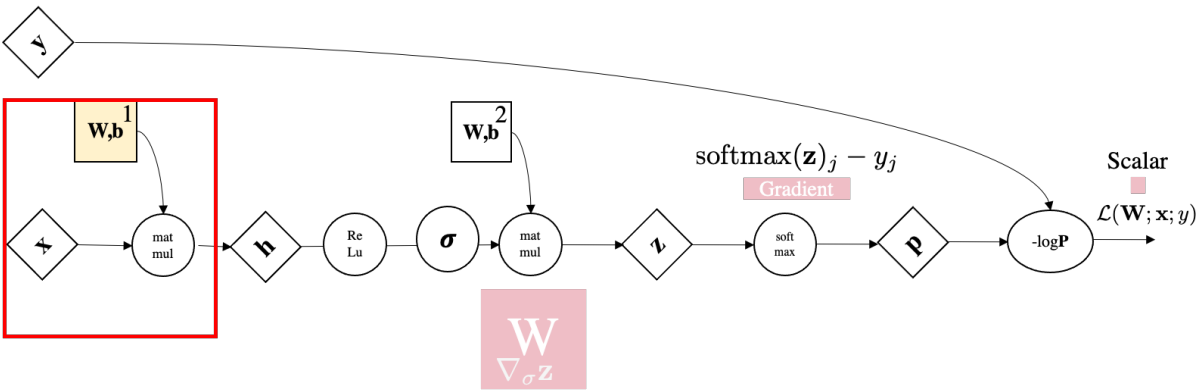 y
W,b 1
W,b 2
softmax(𝐳)ⱼ − yⱼ
Gradient
Scalar
ℒ(𝐖; 𝐱; y)
x
mat
mul
h
Re
Lu
σ
mat
mul
z
soft
max
p
-logP
W
∇σ𝐳